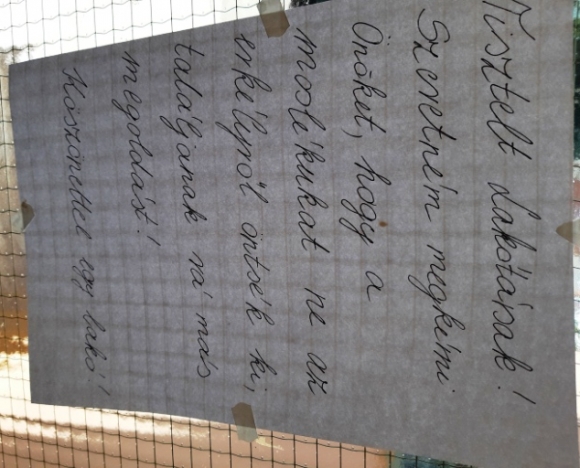 Tisztelt Lakótársak!
Szeretném megkérni
Önöket, hogy a
moslékukat ne az
erkélyről öntsék ki,
találjanak rá más
megoldást!
Köszönettel egy lakó!